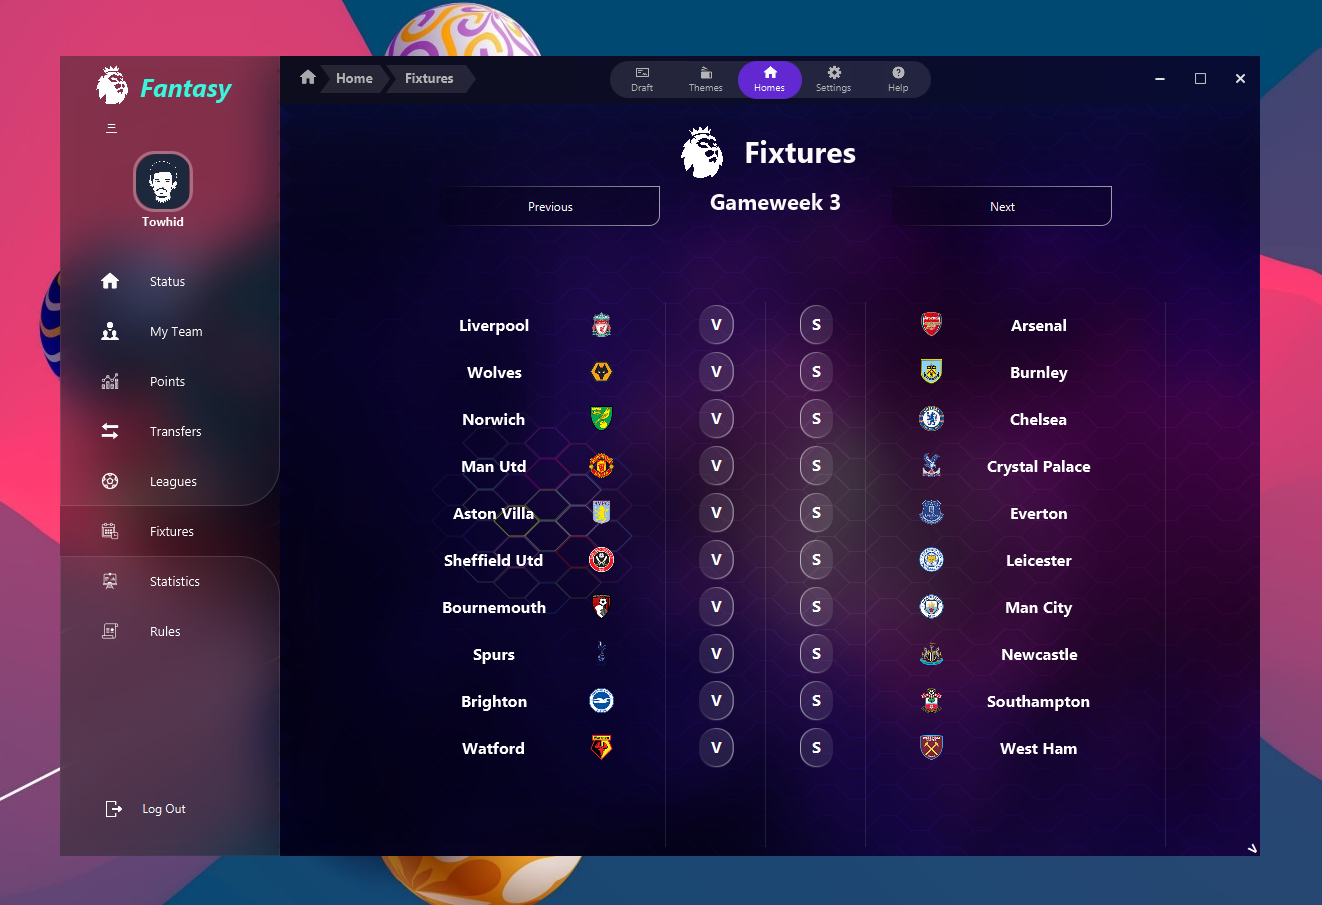 Fantasy
Towhid
Status
My Team
Points
Transfers
Leagues
Fixtures
Statistics
Rules
Log Out
Home
Fixtures
Draft
Themes
Homes
Settings
Help
Fixtures
Previous
Gameweek 3
Next
Liverpool V S Arsenal
Wolves V S Burnley
Norwich V S Chelsea
Man Utd V S Crystal Palace
Aston Villa V S Everton
Sheffield Utd V S Leicester
Bournemouth V S Man City
Spurs V S Newcastle
Brighton V S Southampton
Watford V S West Ham